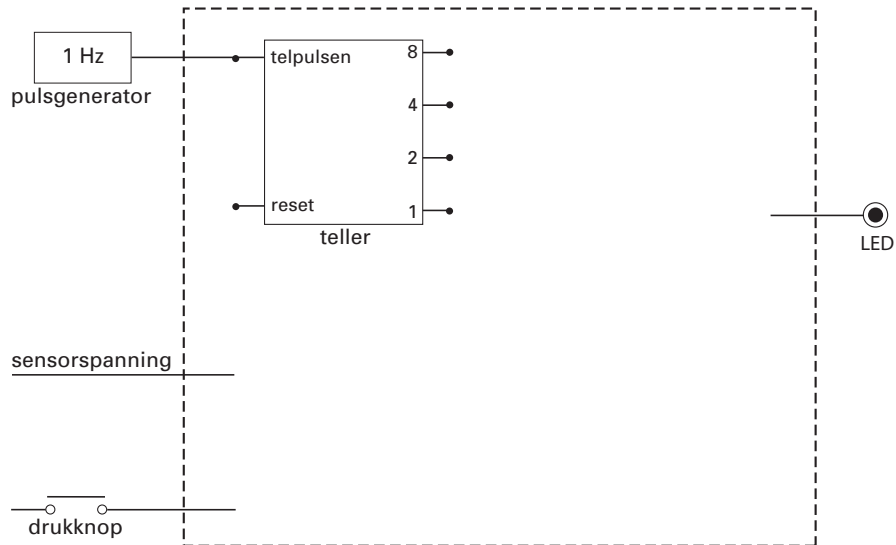 1 Hz
pulsgenerator
telpulsen
8
4
2
reset
1
teller
LED
sensorspanning
drukknop